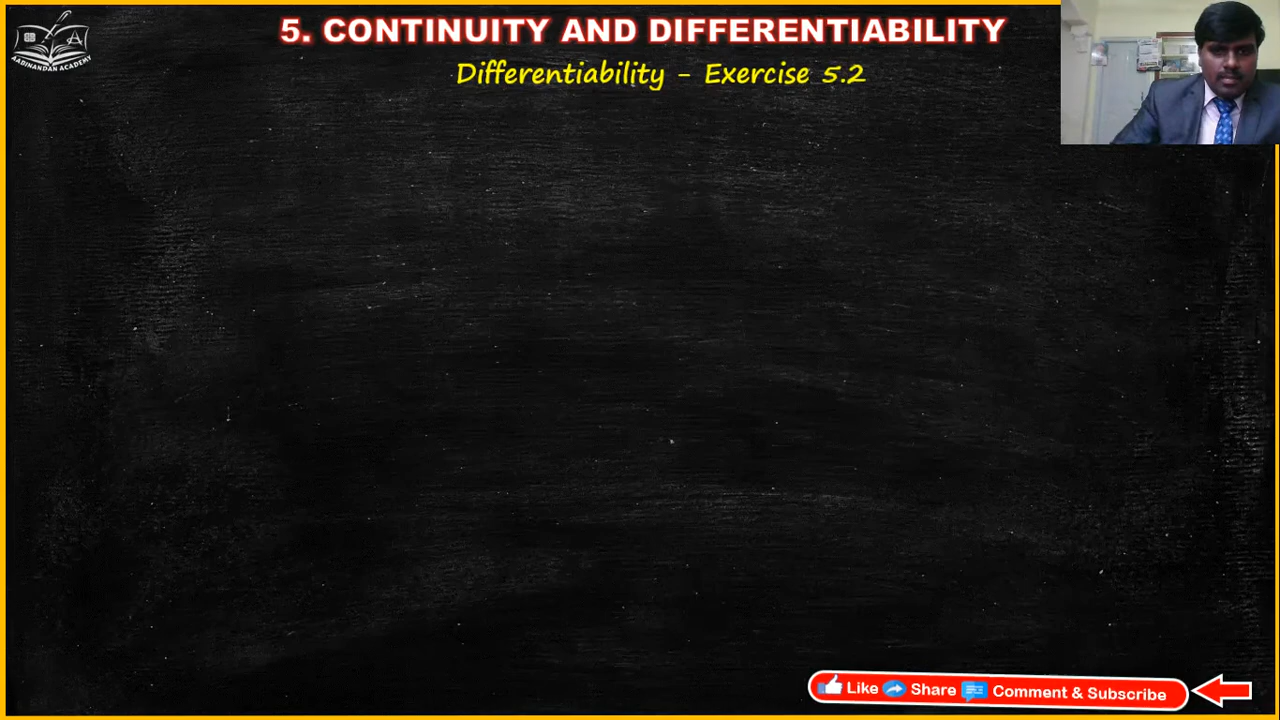 5. CONTINUITY AND DIFFERENTIABILITY
Differentiability - Exercise 5.2
AADINANDAN ACADEMY
Like Share Comment & Subscribe